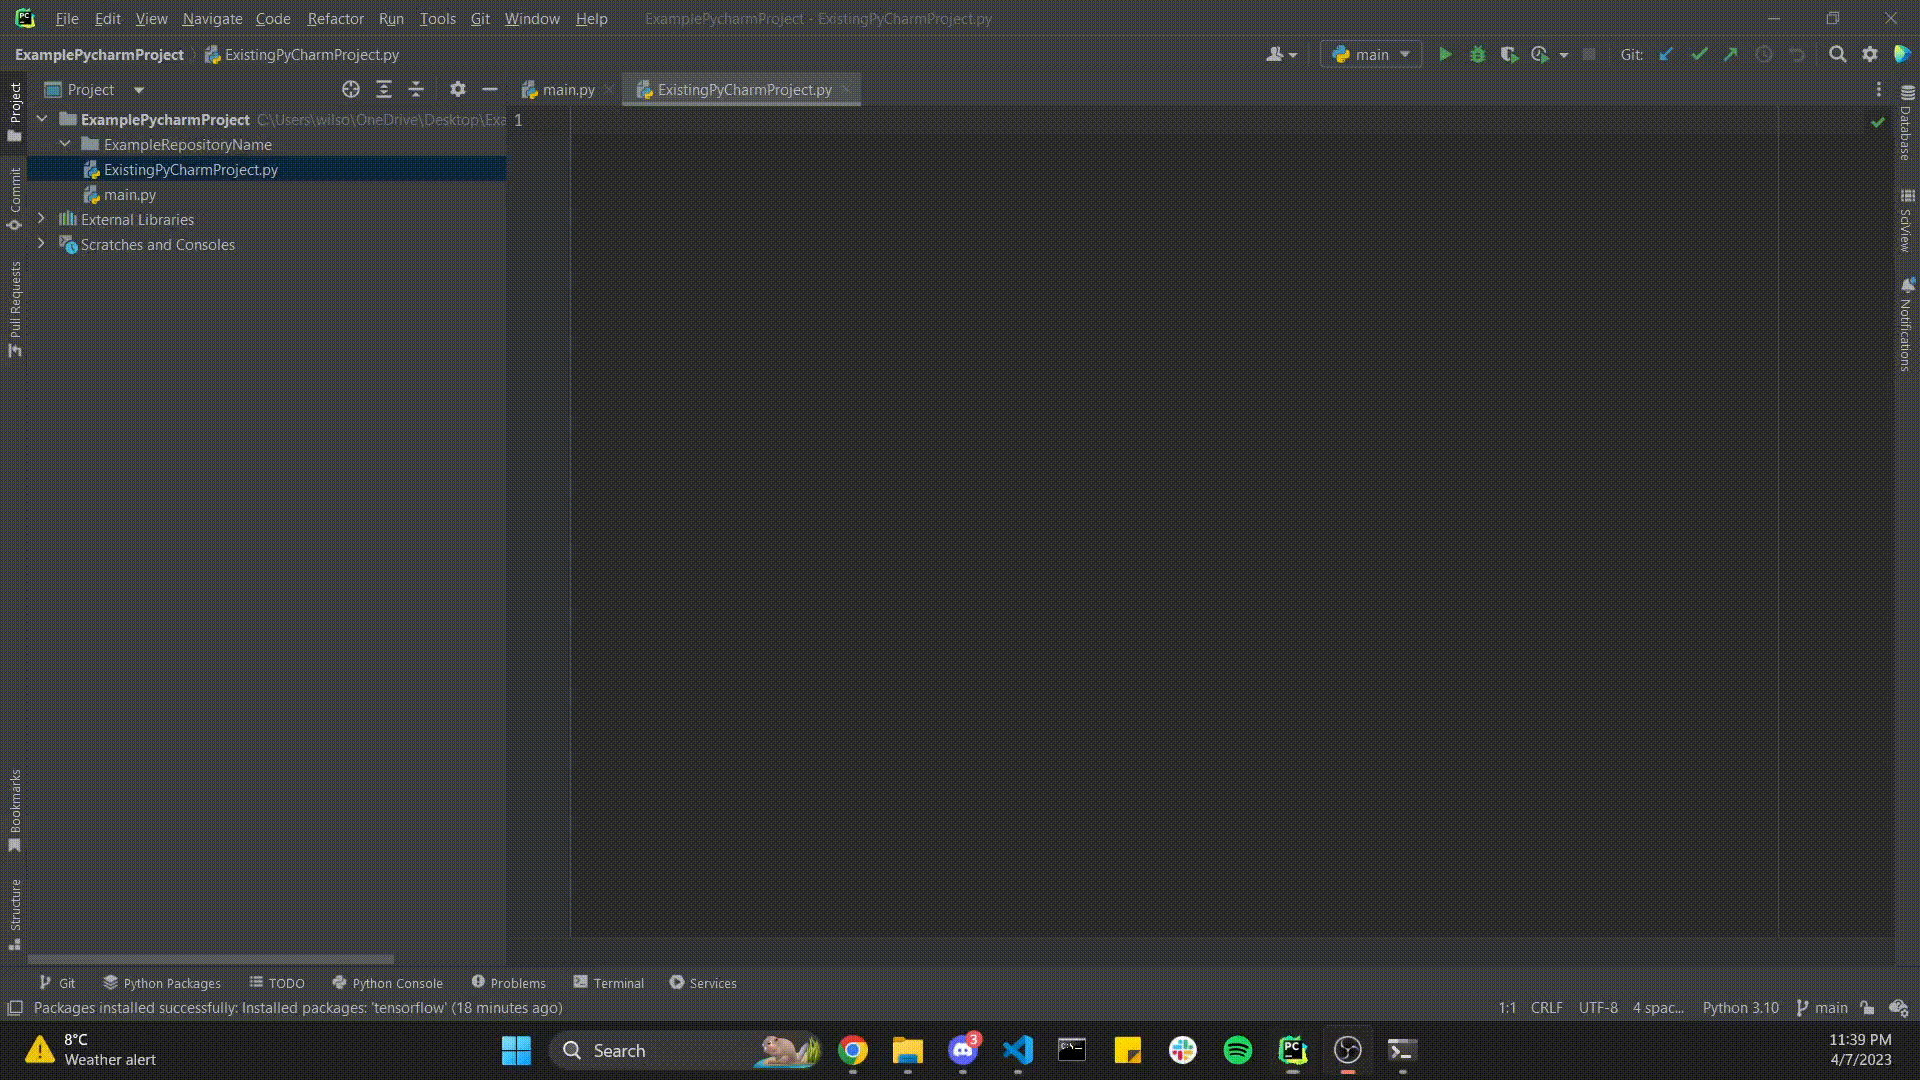 File Edit View Navigate Code Refactor Run Tools Git Window Help ExamplePycharmProject - ExistingPyCharmProject.py
ExamplePycharmProject ExistingPyCharmProject.py main Git:
Project main.py ExistingPyCharmProject.py
ExamplePycharmProject C:\Users\wilso\OneDrive\Desktop\Exa 1
ExampleRepositoryName
ExistingPyCharmProject.py
main.py
External Libraries
Scratches and Consoles
Project
Commit
Pull Requests
Bookmarks
Structure
Database
SciView
Notifications
Git Python Packages TODO Python Console Problems Terminal Services
Packages installed successfully: Installed packages: 'tensorflow' (18 minutes ago) 1:1 CRLF UTF-8 4 spac... Python 3.10 main
8°C
Weather alert
Search
3
PC
PC
11:39 PM
4/7/2023